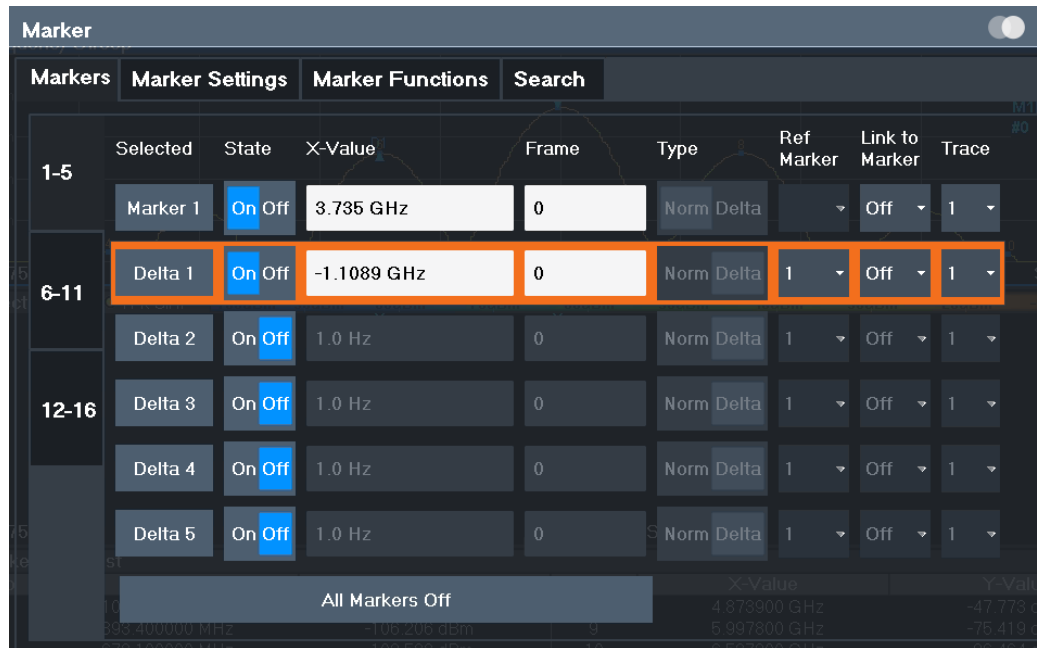 Marker
Markers Marker Settings Marker Functions Search
M1
#0
1-5
6-11
12-16
Selected State X-Value Frame Type Ref Marker Link to Marker Trace
Marker 1 On Off 3.735 GHz 0 Norm Delta Off 1
Delta 1 On Off -1.1089 GHz 0 Norm Delta 1 Off 1
Delta 2 On Off 1.0 Hz 0 Norm Delta 1 Off 1
Delta 3 On Off 1.0 Hz 0 Norm Delta 1 Off 1
Delta 4 On Off 1.0 Hz 0 Norm Delta 1 Off 1
Delta 5 On Off 1.0 Hz 0 Norm Delta 1 Off 1
All Markers Off
X-Value
4.873900 GHz -47.773
393.400000 MHz -106.206 dBm 9 5.997800 GHz -75.419